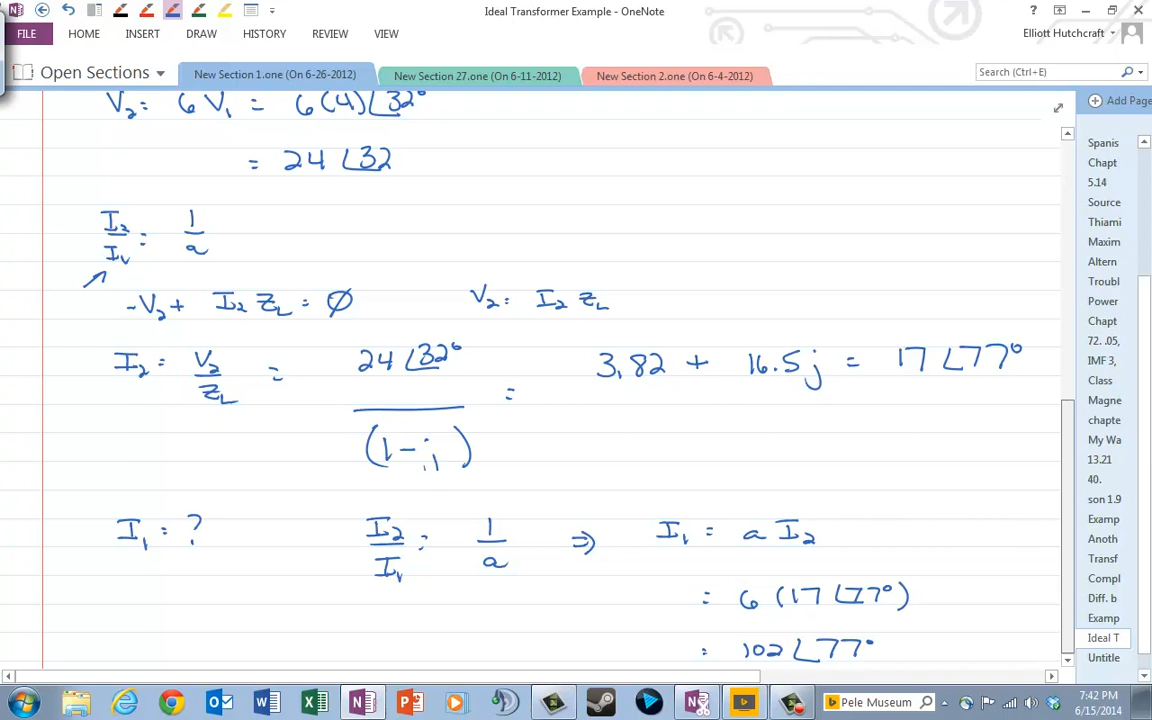 Ideal Transformer Example - OneNote
FILE HOME INSERT DRAW HISTORY REVIEW VIEW
Elliott Hutchcraft
Open Sections
New Section 1.one (On 6-26-2012)
New Section 27.one (On 6-11-2012)
New Section 2.one (On 6-4-2012)
Search (Ctrl+E)
V₂ = 6 V₁ = 6(4)∠32°
= 24 ∠32
I₂/I₁ = 1/a
-V₂ + I₂ Z_L = ∅ V₂ = I₂ Z_L
I₂ = V₂/Z_L = 24∠32°/(1-j) = 3.82 + 16.5j = 17 ∠77°
I₁ = ? I₂/I₁ = 1/a ⇒ I₁ = a I₂
= 6 (17 ∠77°)
= 102 ∠77°
Add Page
Spanis
Chapt
5.14
Source
Thiami
Maxim
Altern
Troubl
Power
Chapt
72. .05,
IMF 3,
Class
Magne
chapte
My Wa
13.21
40.
son 1.9
Examp
Anoth
Transf
Compl
Diff. b
Examp
Ideal T
Untitle
Pele Museum
7:42 PM
6/15/2014